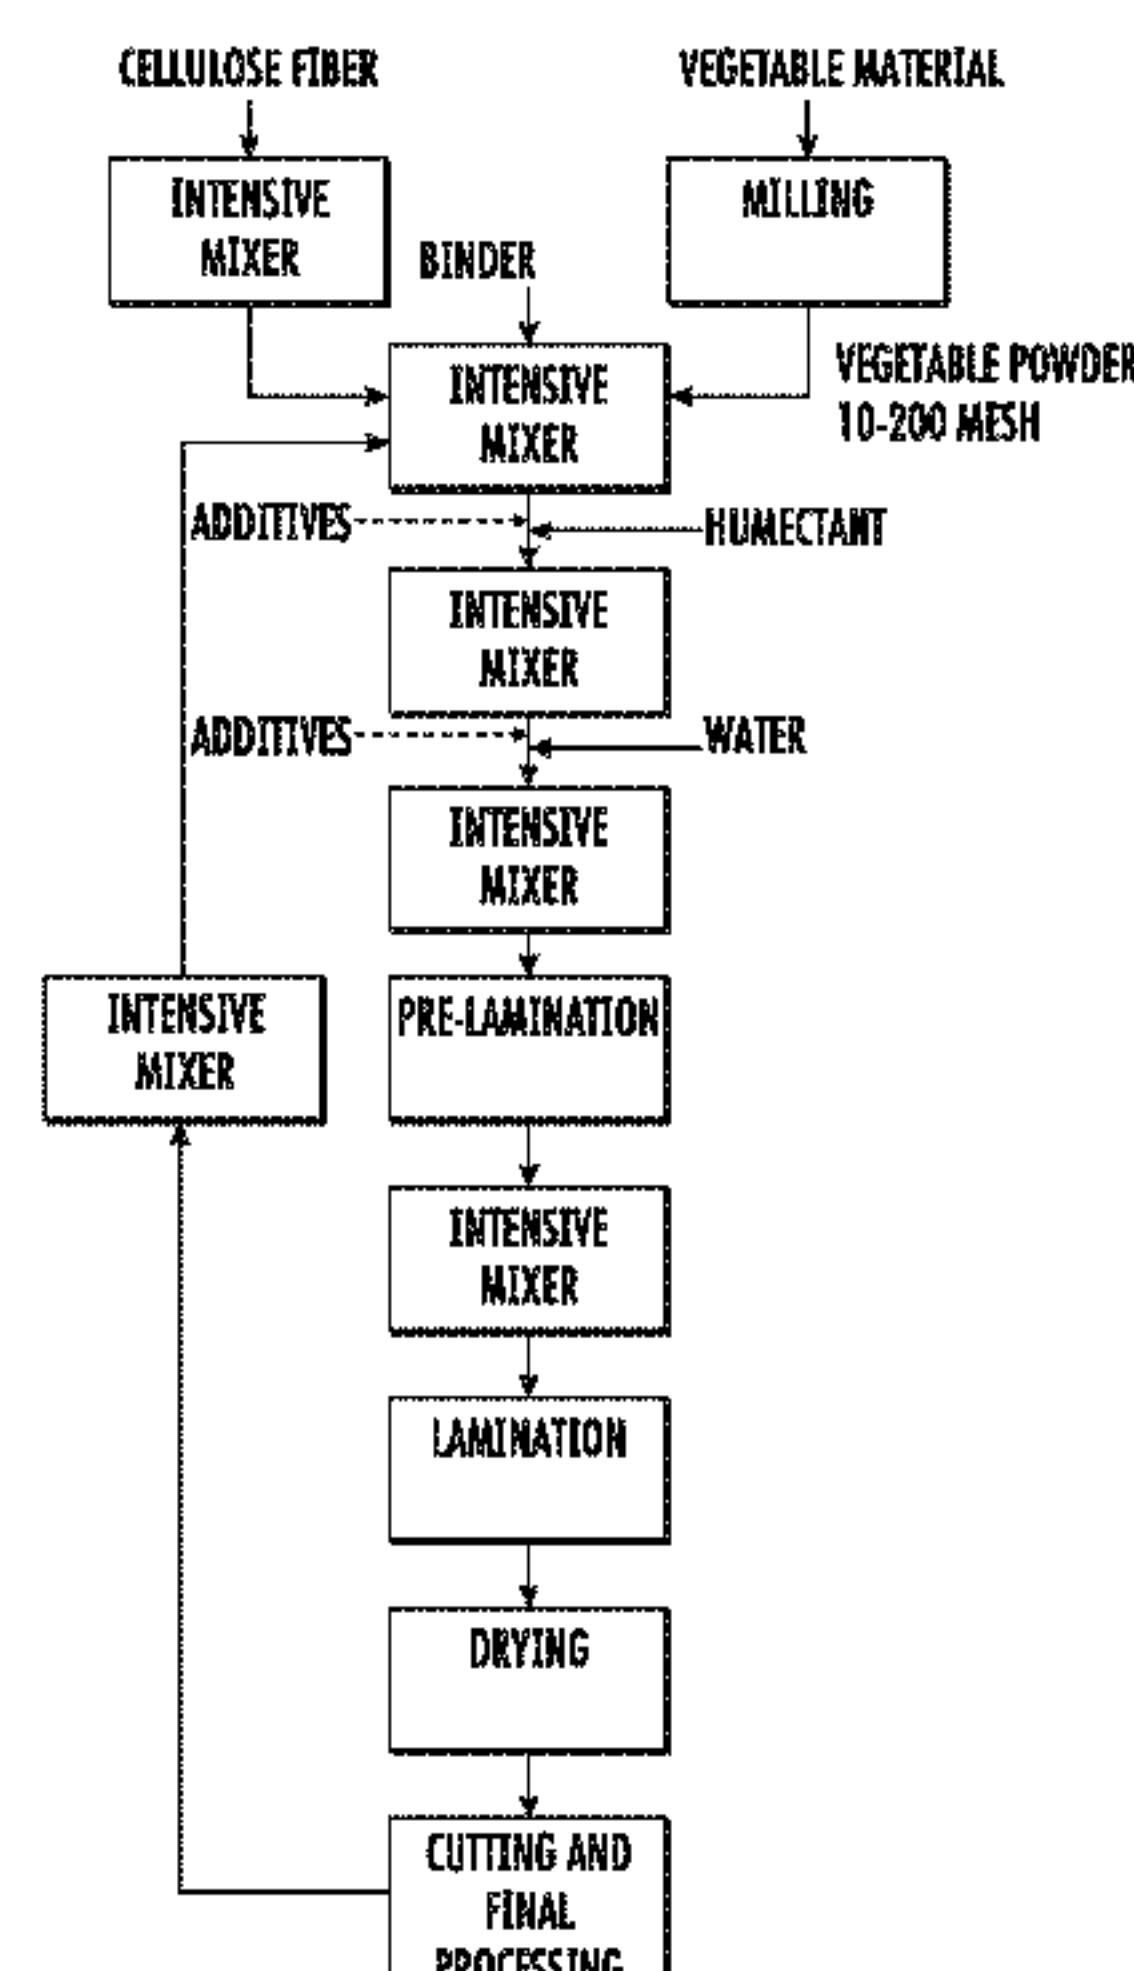 CELLULOSE FIBER
VEGETABLE MATERIAL
INTENSIVE
MIXER
MILLING
BINDER
INTENSIVE
MIXER
VEGETABLE POWDER
10-200 MESH
ADDITIVES
HUMECTANT
INTENSIVE
MIXER
ADDITIVES
WATER
INTENSIVE
MIXER
INTENSIVE
MIXER
PRE-LAMINATION
INTENSIVE
MIXER
LAMINATION
DRYING
CUTTING AND
FINAL
PROCESSING